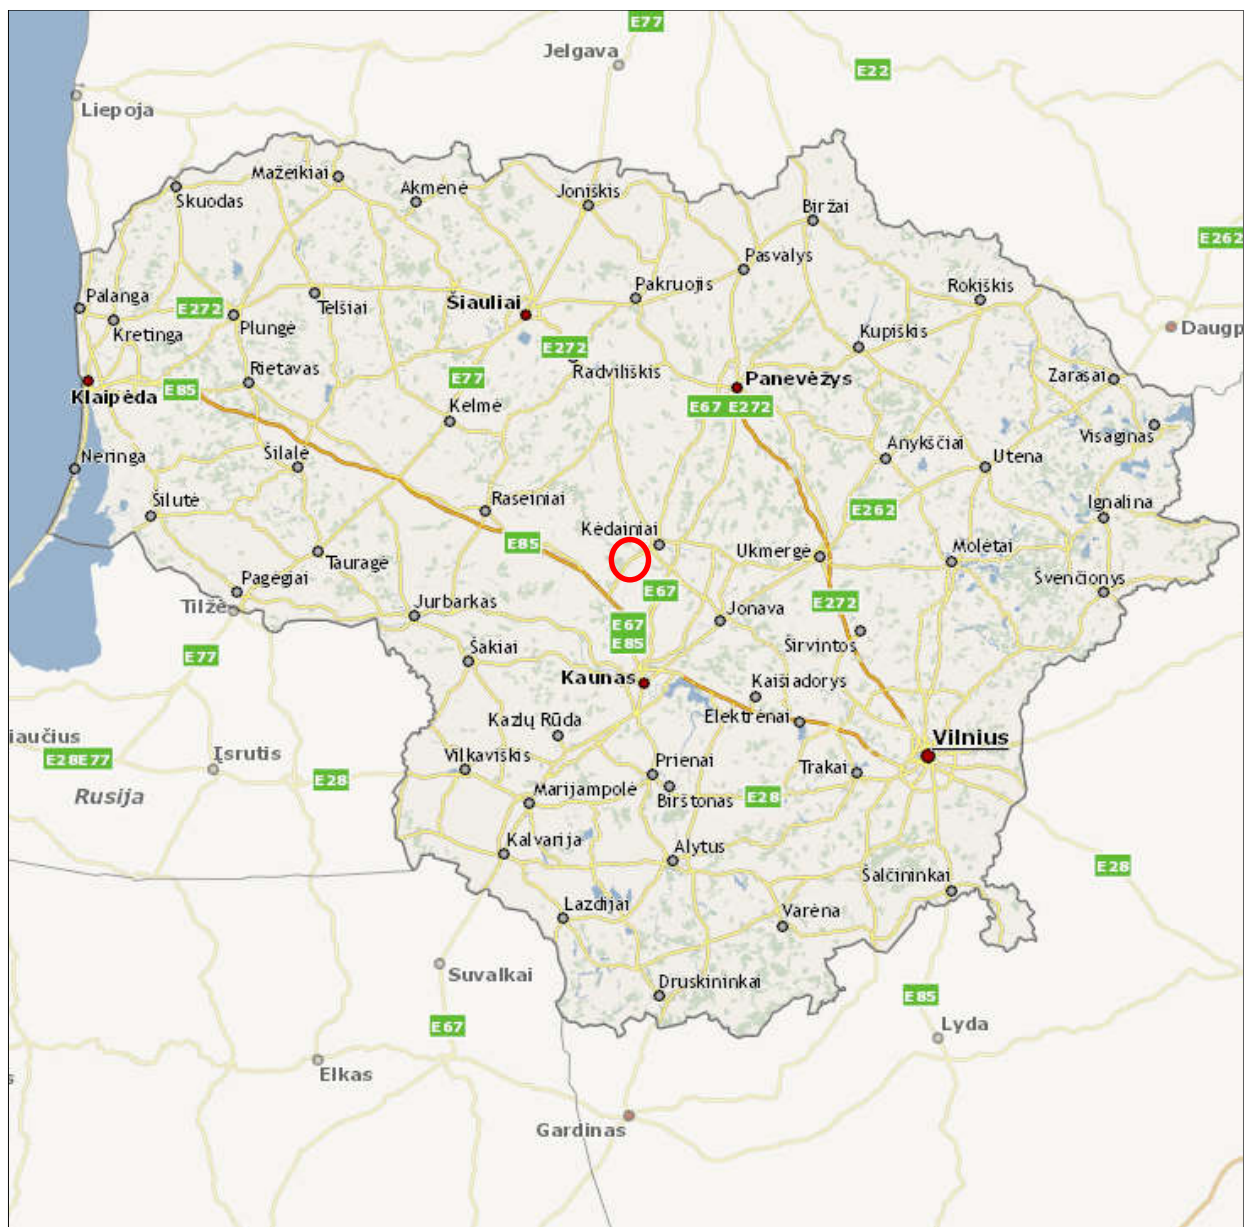 E77
Jelgava
E22
Liepoja
Mažeikiai
Skuodas
Akmenė
Joniškis
Biržai
E262
Pasvalys
Palanga
E272
Telšiai
Šiauliai
Pakruojis
Rokiškis
Kretinga
Plungė
Kupiškis
Daugp
E272
Rietavas
E77
Radviliškis
Panevėžys
Zarasai
Klaipėda
E85
E67 E272
Kelmė
Visaginas
Neringa
Šilalė
Anykščiai
Utena
Šilutė
Raseiniai
E262
Ignalina
Kėdainiai
E85
Ukmergė
Molėtai
Tauragė
Pagėgiai
E67
Švenčionys
Tilžė
Jurbarkas
Jonava
E272
E67
E85
Širvintos
E77
Šakiai
Kaunas
Kaišiadorys
Kazlų Rūda
Elektrėnai
iaučius
Įsrutis
Vilnius
E28E77
Vilkaviškis
Prienai
Trakai
E28
Rusija
Marijampolė
Birštonas
E28
Kalvarija
Alytus
Šalčininkai
E28
Lazdijai
Varėna
Suvalkai
Druskininkai
E85
E67
Lyda
Elkas
s
Gardinas